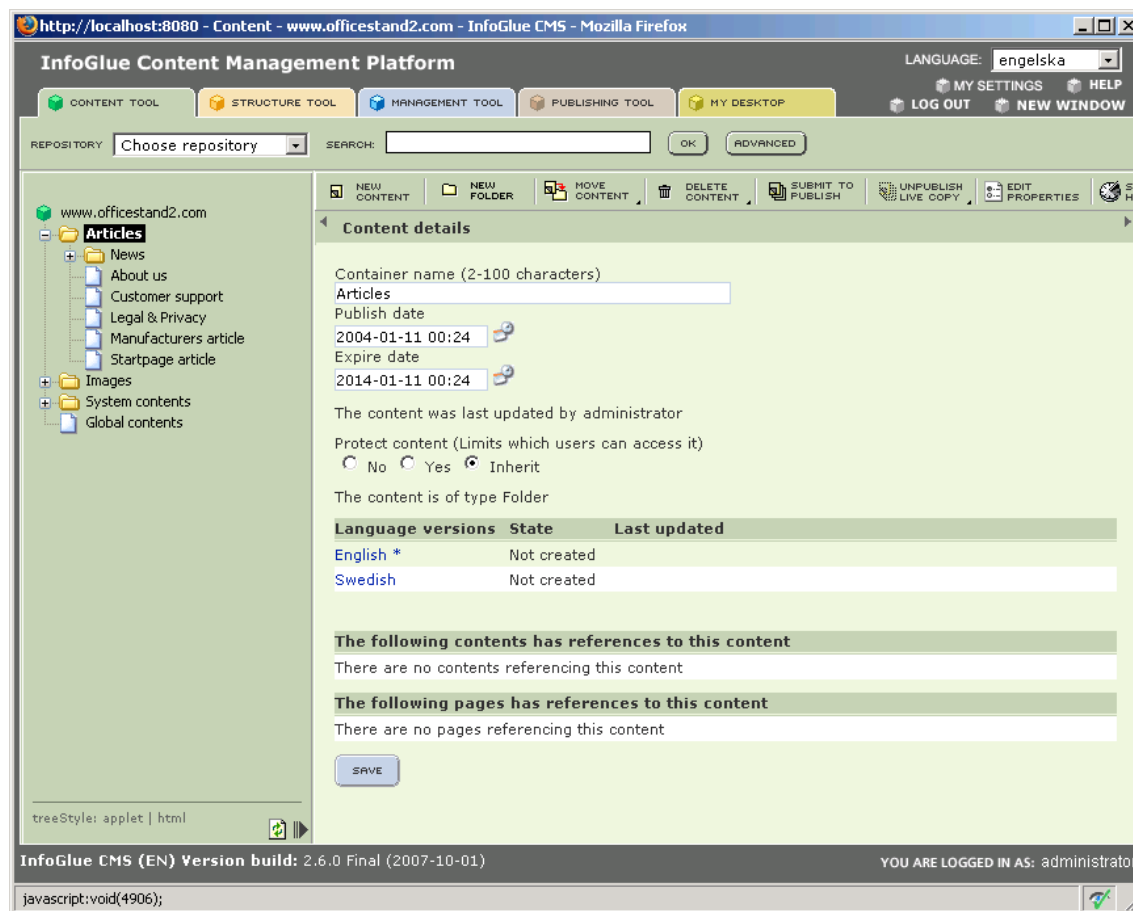 http://localhost:8080 - Content - www.officestand2.com - InfoGlue CMS - Mozilla Firefox
InfoGlue Content Management Platform
LANGUAGE: engelska
MY SETTINGS HELP
LOG OUT NEW WINDOW
CONTENT TOOL STRUCTURE TOOL MANAGEMENT TOOL PUBLISHING TOOL MY DESKTOP
REPOSITORY Choose repository SEARCH: OK ADVANCED
NEW CONTENT NEW FOLDER MOVE CONTENT DELETE CONTENT SUBMIT TO PUBLISH UNPUBLISH LIVE COPY EDIT PROPERTIES
www.officestand2.com
Articles
News
About us
Customer support
Legal & Privacy
Manufacturers article
Startpage article
Images
System contents
Global contents
treeStyle: applet | html
Content details
Container name (2-100 characters)
Articles
Publish date
2004-01-11 00:24
Expire date
2014-01-11 00:24
The content was last updated by administrator
Protect content (Limits which users can access it)
No Yes Inherit
The content is of type Folder
Language versions State Last updated
English * Not created
Swedish Not created
The following contents has references to this content
There are no contents referencing this content
The following pages has references to this content
There are no pages referencing this content
SAVE
InfoGlue CMS (EN) Version build: 2.6.0 Final (2007-10-01)
YOU ARE LOGGED IN AS: administrator
javascript:void(4906);